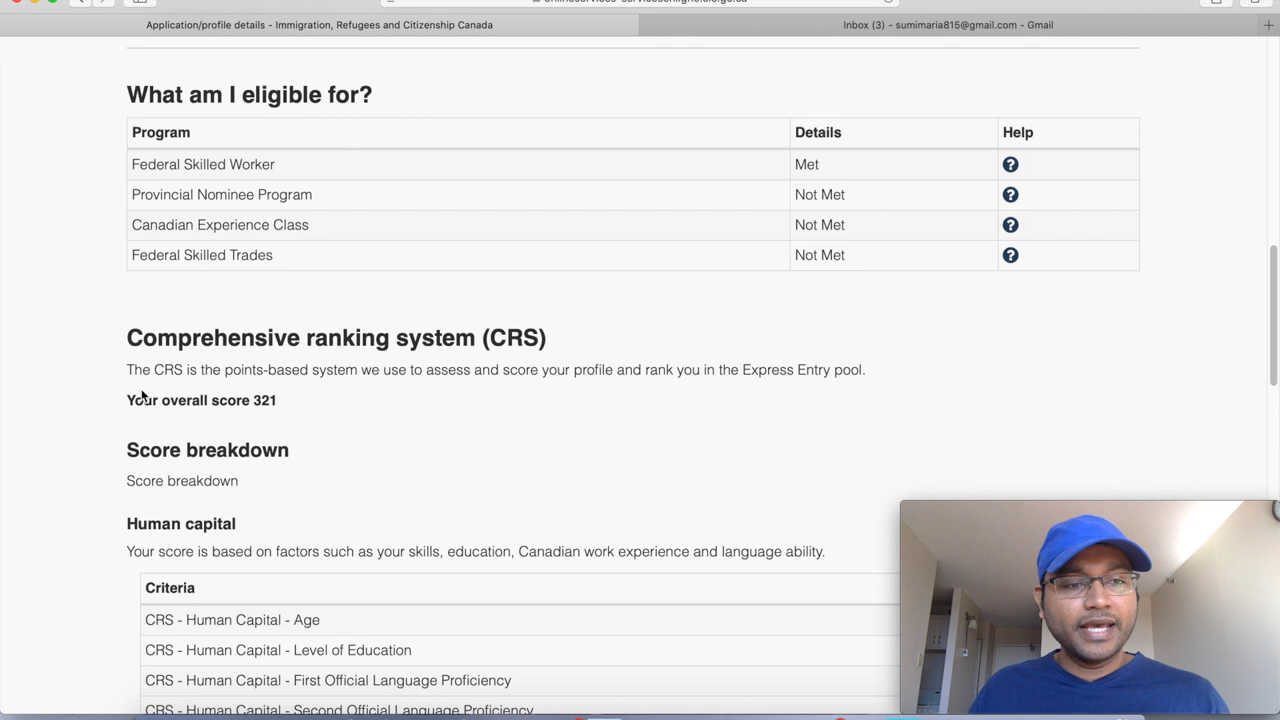 Application/profile details - Immigration, Refugees and Citizenship Canada
Inbox (3) - sumimaria815@gmail.com - Gmail
What am I eligible for?
Program Details Help
Federal Skilled Worker Met ?
Provincial Nominee Program Not Met ?
Canadian Experience Class Not Met ?
Federal Skilled Trades Not Met ?
Comprehensive ranking system (CRS)
The CRS is the points-based system we use to assess and score your profile and rank you in the Express Entry pool.
Your overall score 321
Score breakdown
Score breakdown
Human capital
Your score is based on factors such as your skills, education, Canadian work experience and language ability.
Criteria
CRS - Human Capital - Age
CRS - Human Capital - Level of Education
CRS - Human Capital - First Official Language Proficiency
CRS - Human Capital - Second Official Language Proficiency